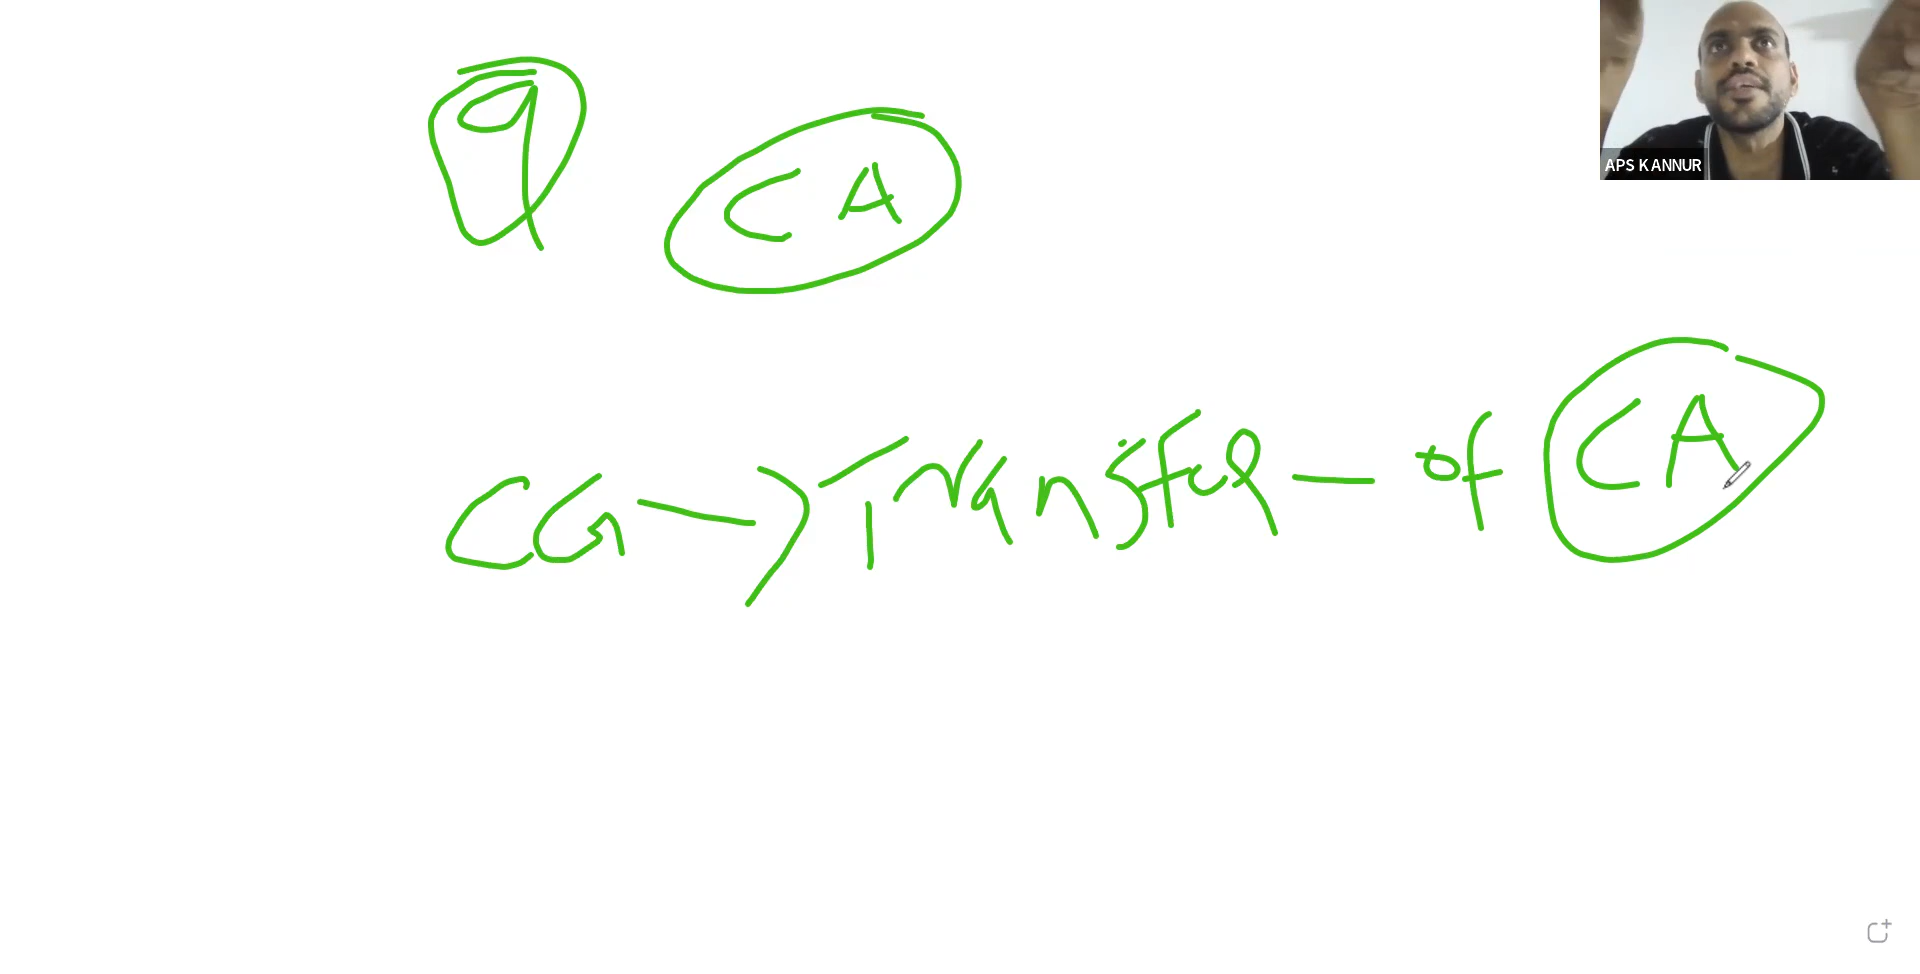 9
CA
APS KANNUR
CG → Transfer - of CA